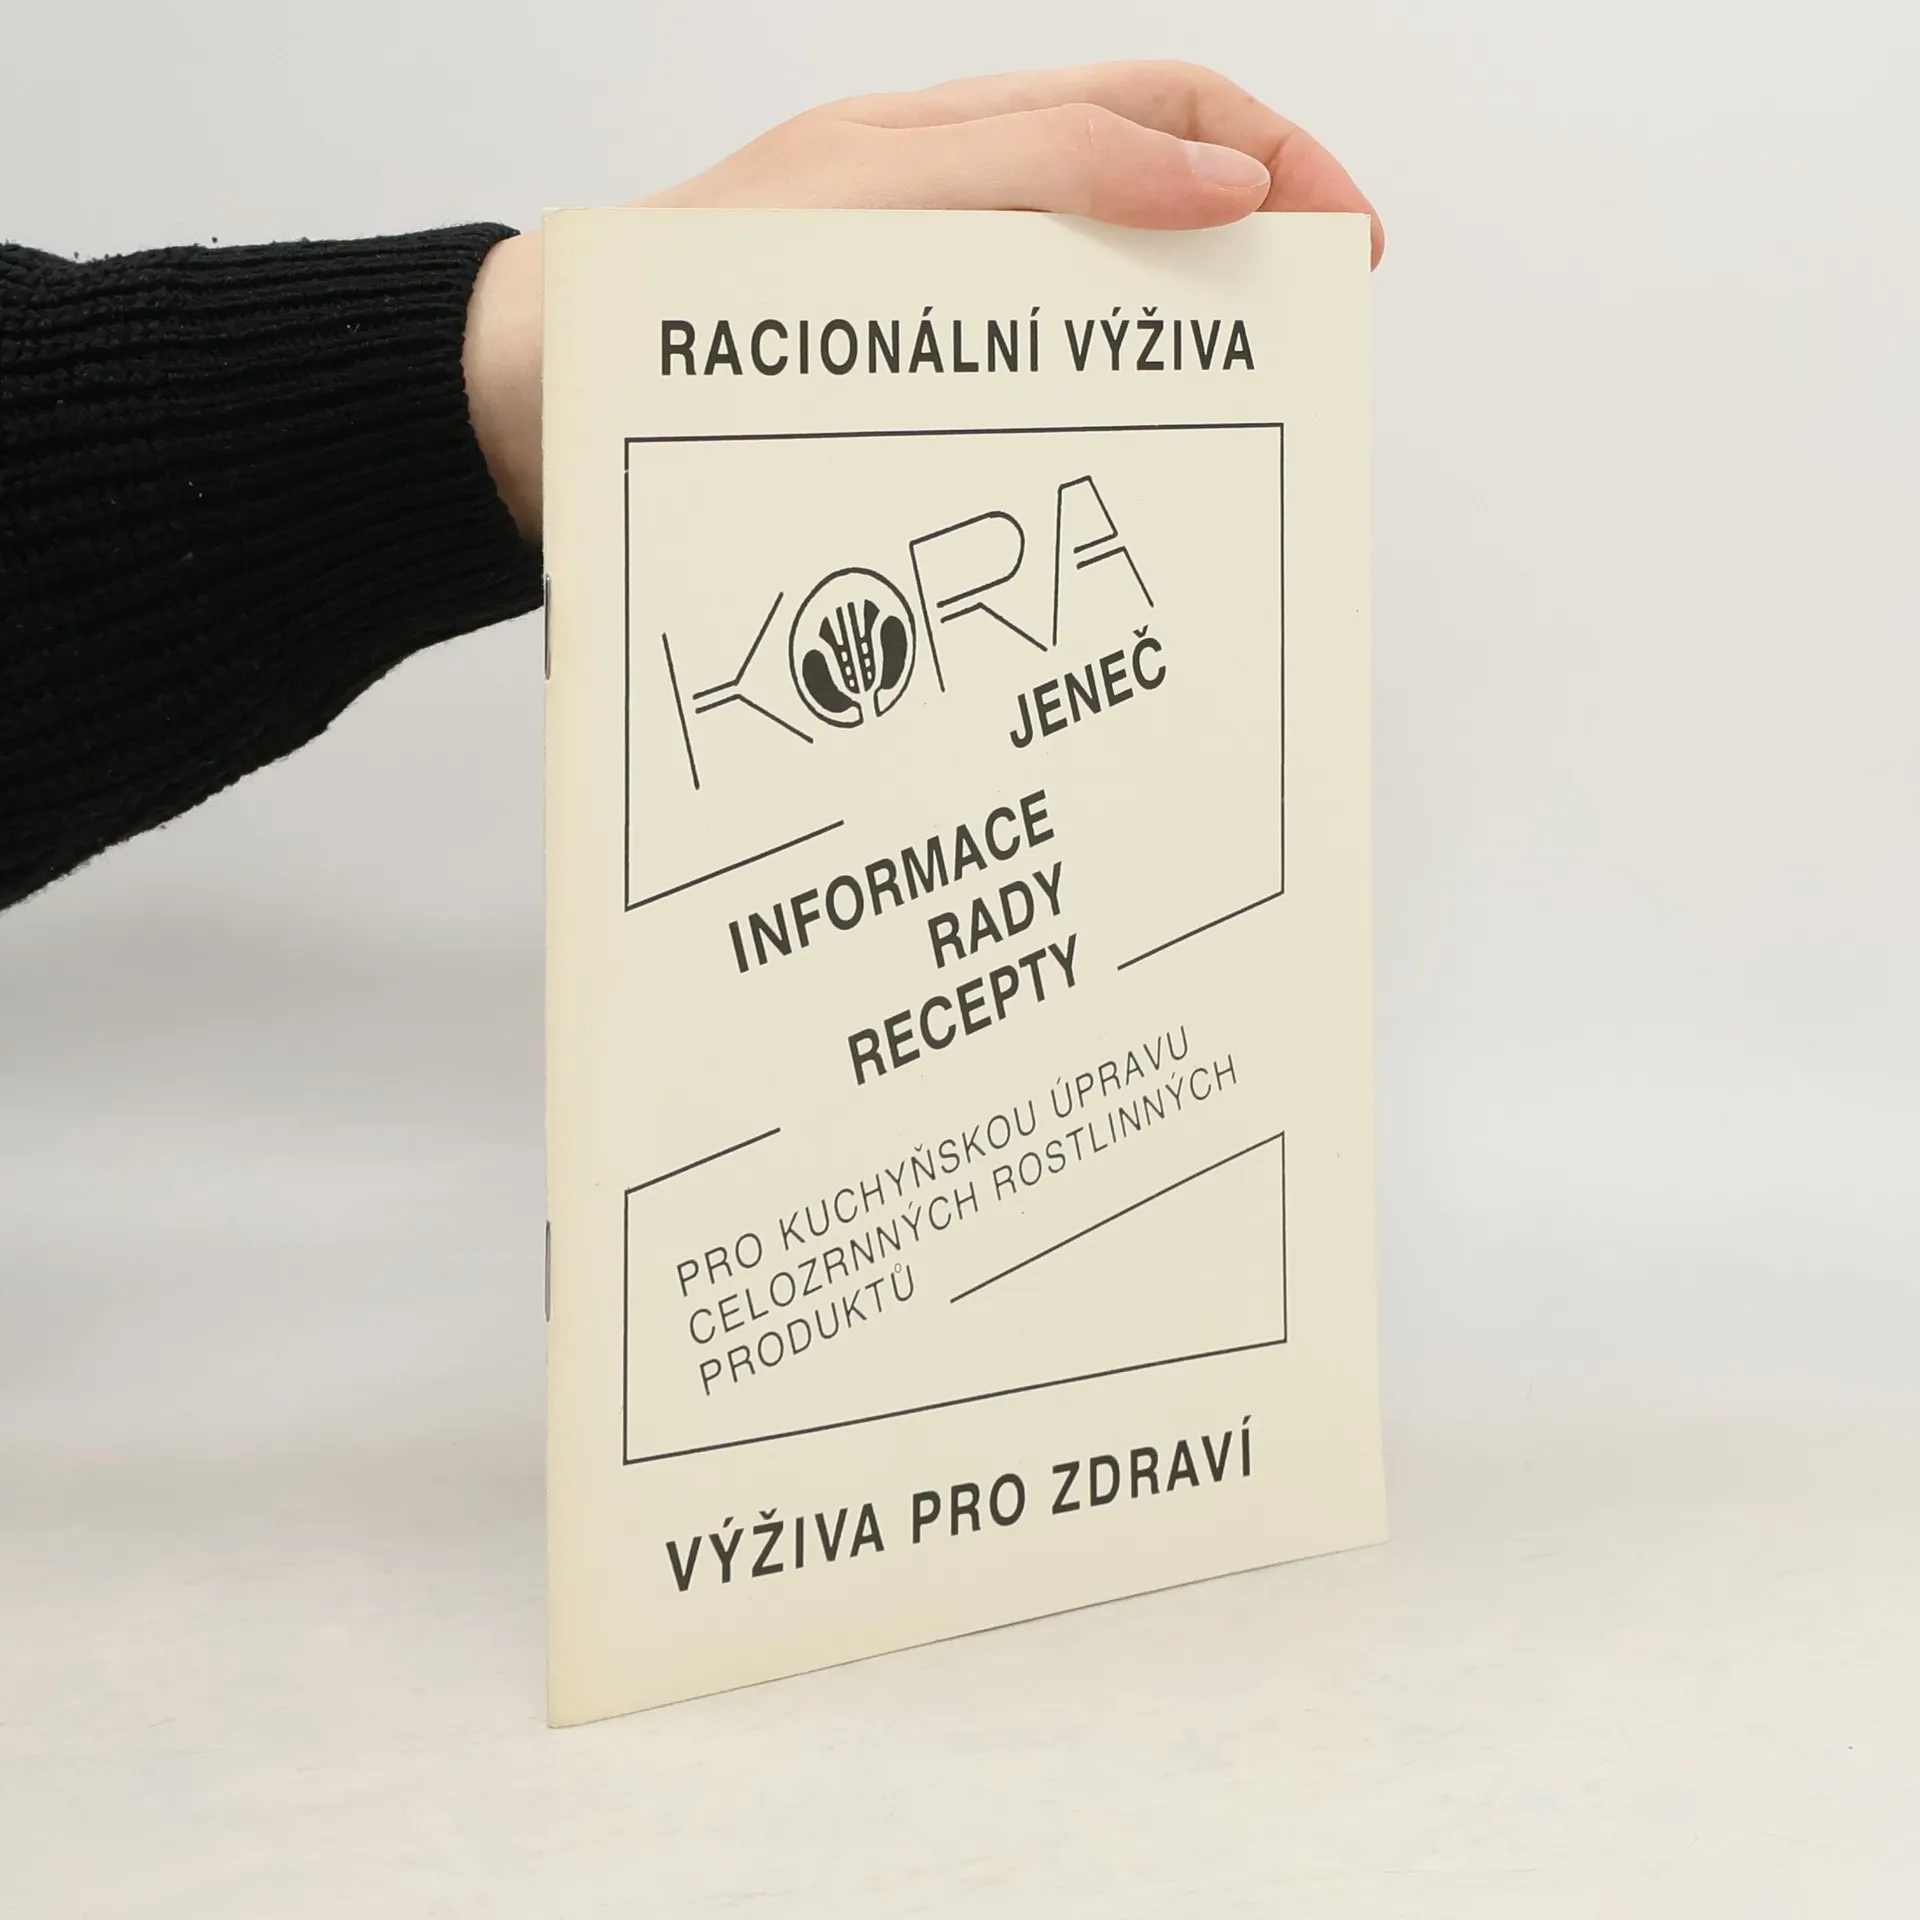 RACIONÁLNÍ VÝŽIVA
KORA
JENEČ
INFORMACE
RADY
RECEPTY
PRO KUCHYŇSKOU ÚPRAVU
CELOZRNNÝCH ROSTLINNÝCH
PRODUKTŮ
VÝŽIVA PRO ZDRAVÍ